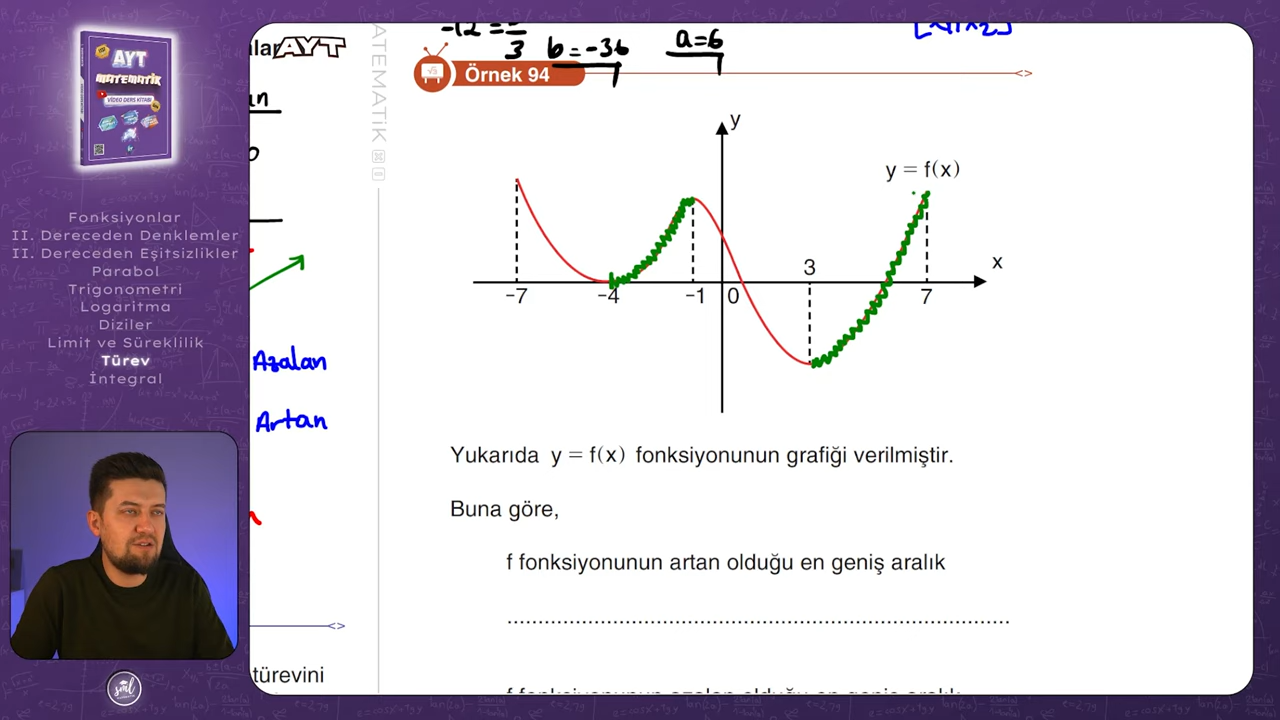 AYT
MATEMATİK
VİDEO DERS KİTABI
Fonksiyonlar
II. Dereceden Denklemler
II. Dereceden Eşitsizlikler
Parabol
Trigonometri
Logaritma
Diziler
Limit ve Süreklilik
Türev
İntegral
AYT
ATEMATİK
Azalan
Artan
türevini
b = -36
a = 6
Örnek 94
y
y = f(x)
3
x
-7
-4
-1
0
7
Yukarıda y = f(x) fonksiyonunun grafiği verilmiştir.
Buna göre,
f fonksiyonunun artan olduğu en geniş aralık
................................................................................